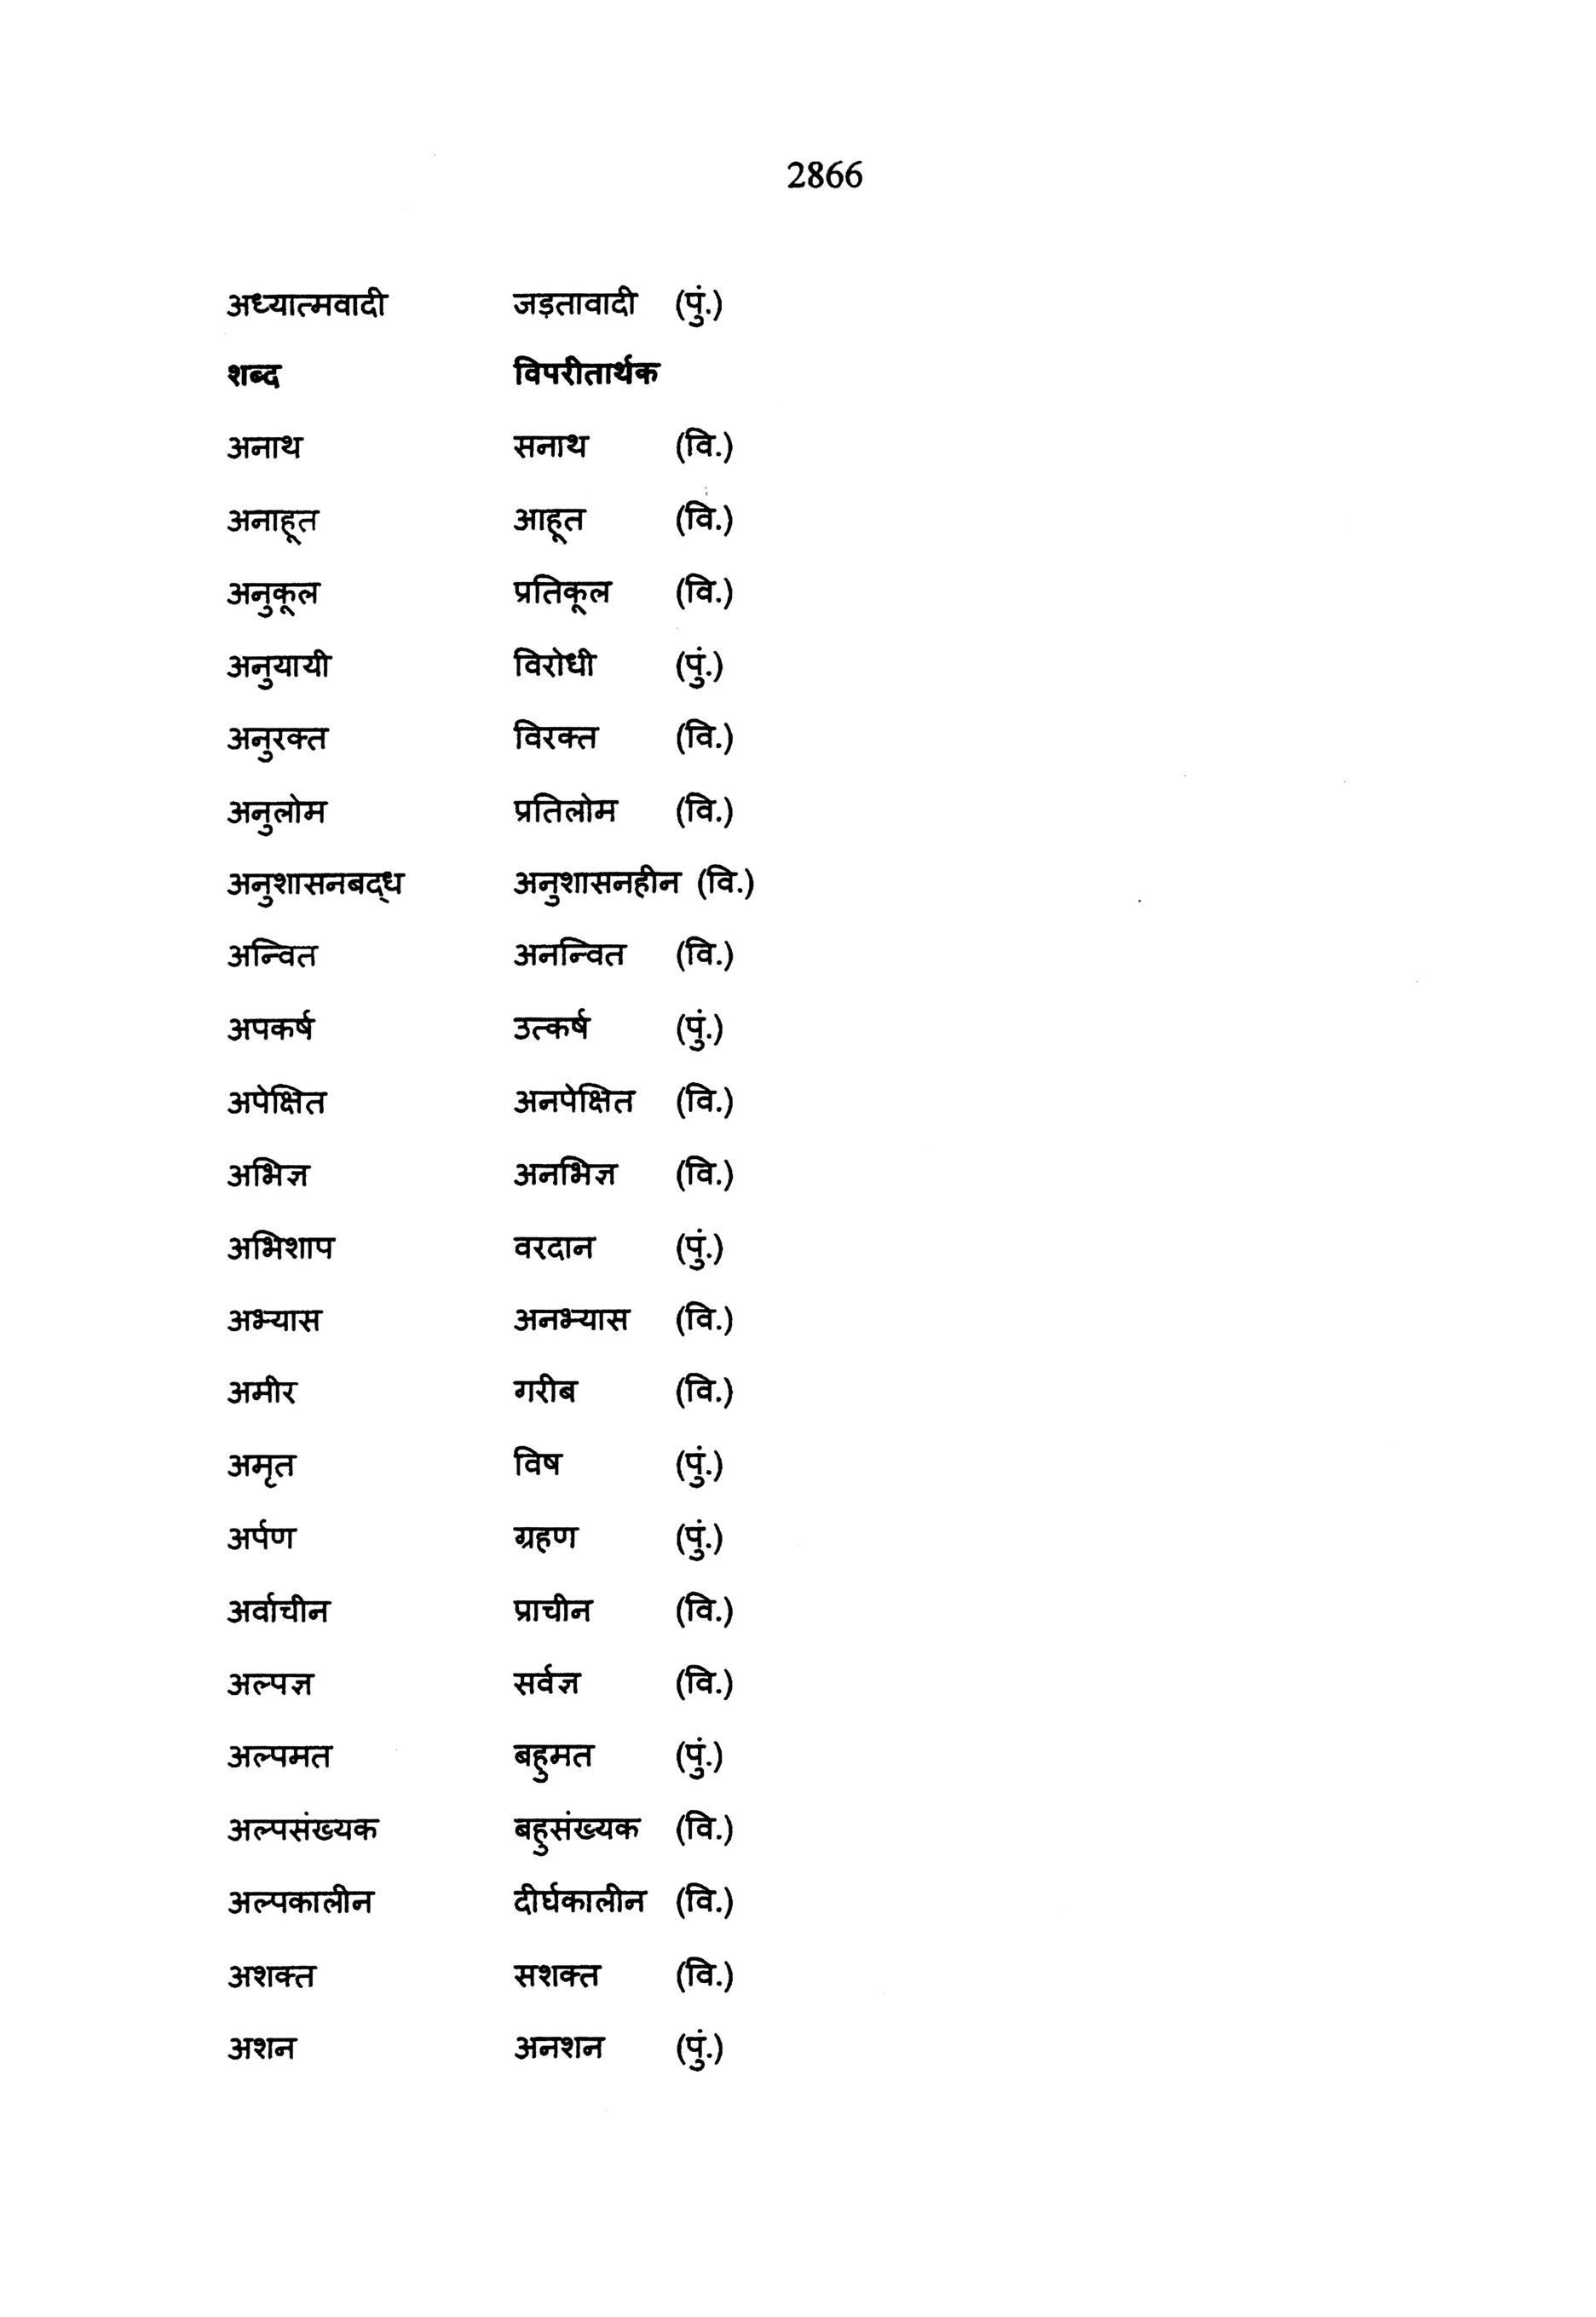 2866
अध्यात्मवादी जड़तावादी (पुं.)
शब्द विपरीतार्थक
अनाथ सनाथ (वि.)
अनाहूत आहूत (वि.)
अनुकूल प्रतिकूल (वि.)
अनुयायी विरोधी (पुं.)
अनुरक्त विरक्त (वि.)
अनुलोम प्रतिलोम (वि.)
अनुशासनबद्ध अनुशासनहीन (वि.)
अन्वित अनन्वित (वि.)
अपकर्ष उत्कर्ष (पुं.)
अपेक्षित अनपेक्षित (वि.)
अभिज्ञ अनभिज्ञ (वि.)
अभिशाप वरदान (पुं.)
अभ्यास अनभ्यास (वि.)
अमीर गरीब (वि.)
अमृत विष (पुं.)
अर्पण ग्रहण (पुं.)
अर्वाचीन प्राचीन (वि.)
अल्पज्ञ सर्वज्ञ (वि.)
अल्पमत बहुमत (पुं.)
अल्पसंख्यक बहुसंख्यक (वि.)
अल्पकालीन दीर्घकालीन (वि.)
अशक्त सशक्त (वि.)
अशन अनशन (पुं.)